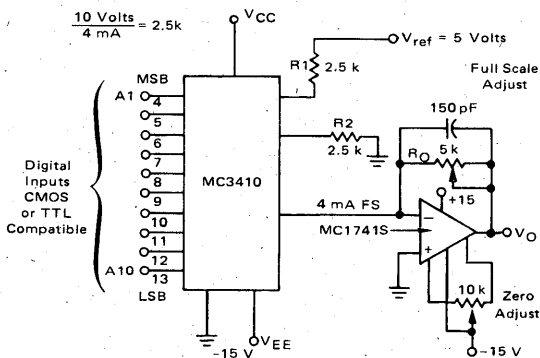 10 Volts
4 mA
= 2.5k
VCC
Vref = 5 Volts
R1
2.5 k
Full Scale
Adjust
MSB
A1
4
5
6
7
8
9
10
11
12
13
A10
LSB
Digital
Inputs
CMOS
or TTL
Compatible
MC3410
R2
2.5 k
150 pF
RO
5 k
+15
4 mA FS
MC1741S
−
+
VO
10 k
Zero
Adjust
-15 V
VEE
-15 V